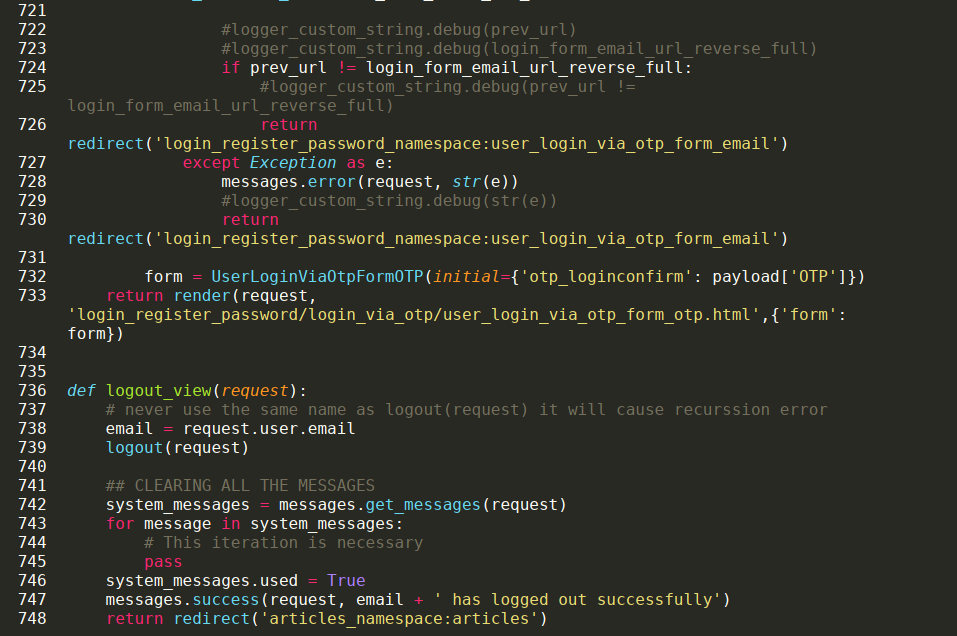 721
722                 #logger_custom_string.debug(prev_url)
723                 #logger_custom_string.debug(login_form_email_url_reverse_full)
724                 if prev_url != login_form_email_url_reverse_full:
725                     #logger_custom_string.debug(prev_url !=
login_form_email_url_reverse_full)
726                     return
redirect('login_register_password_namespace:user_login_via_otp_form_email')
727             except Exception as e:
728                 messages.error(request, str(e))
729                 #logger_custom_string.debug(str(e))
730                 return
redirect('login_register_password_namespace:user_login_via_otp_form_email')
731
732         form = UserLoginViaOtpFormOTP(initial={'otp_loginconfirm': payload['OTP']})
733     return render(request,
'login_register_password/login_via_otp/user_login_via_otp_form_otp.html',{'form':
form})
734
735
736 def logout_view(request):
737     # never use the same name as logout(request) it will cause recurssion error
738     email = request.user.email
739     logout(request)
740
741     ## CLEARING ALL THE MESSAGES
742     system_messages = messages.get_messages(request)
743     for message in system_messages:
744         # This iteration is necessary
745         pass
746     system_messages.used = True
747     messages.success(request, email + ' has logged out successfully')
748     return redirect('articles_namespace:articles')